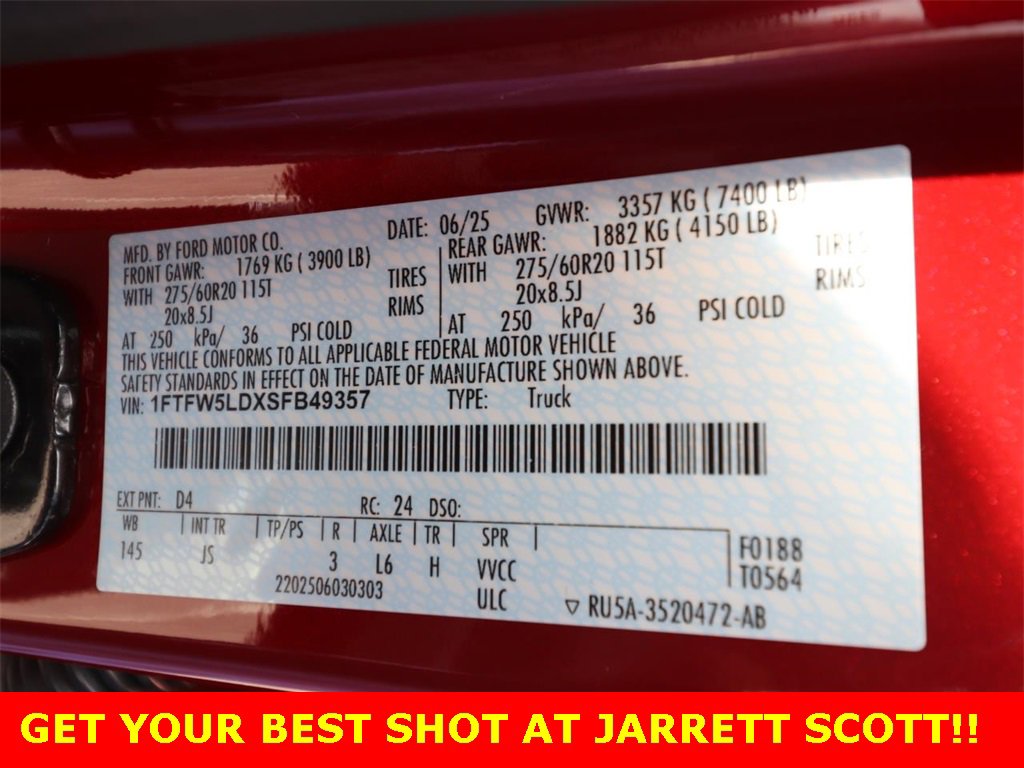 MFD. BY FORD MOTOR CO. DATE: 06/25 GVWR: 3357 KG ( 7400 LB)
FRONT GAWR: 1769 KG ( 3900 LB) REAR GAWR: 1882 KG ( 4150 LB)
WITH 275/60R20 115T TIRES WITH 275/60R20 115T TIRES
20x8.5J RIMS 20x8.5J RIMS
AT 250 kPa/ 36 PSI COLD AT 250 kPa/ 36 PSI COLD
THIS VEHICLE CONFORMS TO ALL APPLICABLE FEDERAL MOTOR VEHICLE
SAFETY STANDARDS IN EFFECT ON THE DATE OF MANUFACTURE SHOWN ABOVE.
VIN: 1FTFW5LDXSFB49357 TYPE: Truck
EXT PNT: D4 RC: 24 DSO:
WB | INT TR | TP/PS | R | AXLE | TR | SPR | F0188
145 JS 3 L6 H VVCC T0564
2202506030303 ULC ▽ RU5A-3520472-AB
GET YOUR BEST SHOT AT JARRETT SCOTT!!